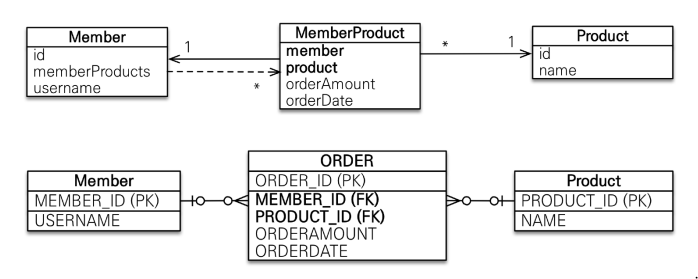 Member
id
memberProducts
username
1
*
MemberProduct
member
product
orderAmount
orderDate
*
1
Product
id
name
Member
MEMBER_ID (PK)
USERNAME
ORDER
ORDER_ID (PK)
MEMBER_ID (FK)
PRODUCT_ID (FK)
ORDERAMOUNT
ORDERDATE
Product
PRODUCT_ID (PK)
NAME
.